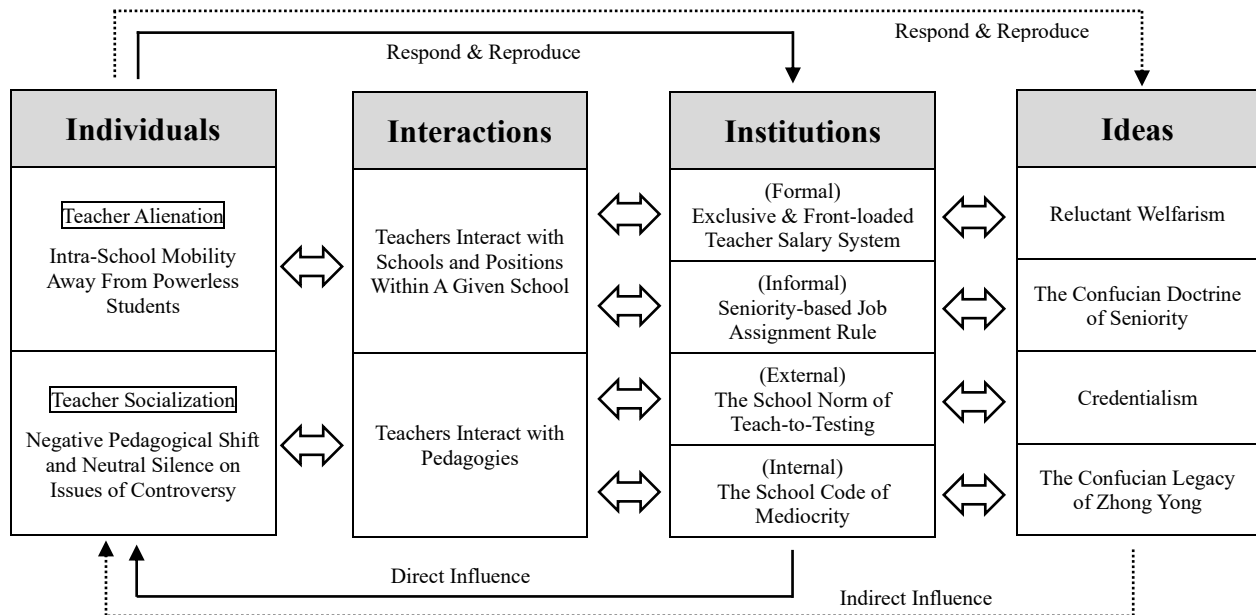 Respond & Reproduce
Respond & Reproduce
Individuals
Interactions
Institutions
Ideas
Teacher Alienation
Intra-School Mobility
Away From Powerless
Students
Teachers Interact with
Schools and Positions
Within A Given School
(Formal)
Exclusive & Front-loaded
Teacher Salary System
Reluctant Welfarism
(Informal)
Seniority-based Job
Assignment Rule
The Confucian Doctrine
of Seniority
Teacher Socialization
Negative Pedagogical Shift
and Neutral Silence on
Issues of Controversy
Teachers Interact with
Pedagogies
(External)
The School Norm of
Teach-to-Testing
Credentialism
(Internal)
The School Code of
Mediocrity
The Confucian Legacy
of Zhong Yong
Direct Influence
Indirect Influence